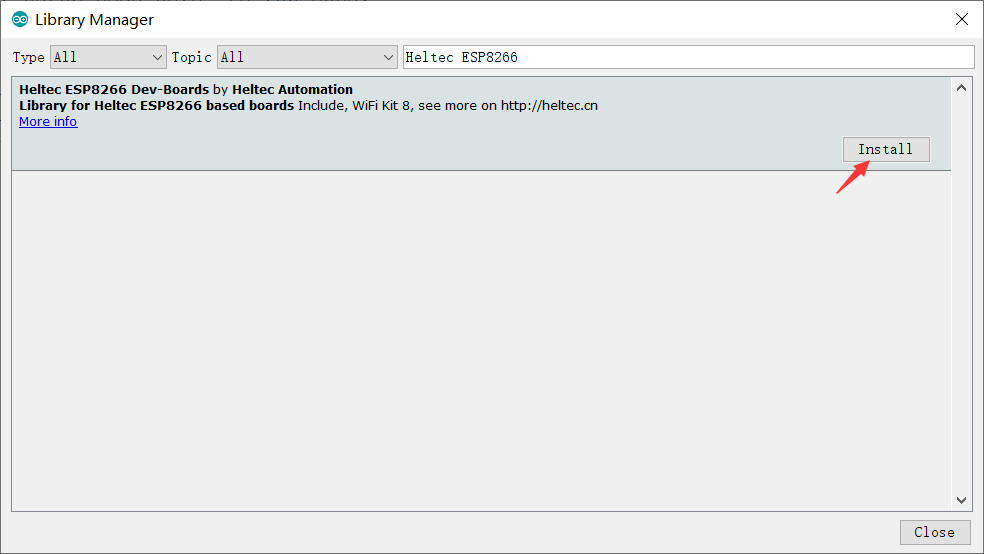 Library Manager
Type All Topic All Heltec ESP8266
Heltec ESP8266 Dev-Boards by Heltec Automation
Library for Heltec ESP8266 based boards Include, WiFi Kit 8, see more on http://heltec.cn
More info
Install
Close